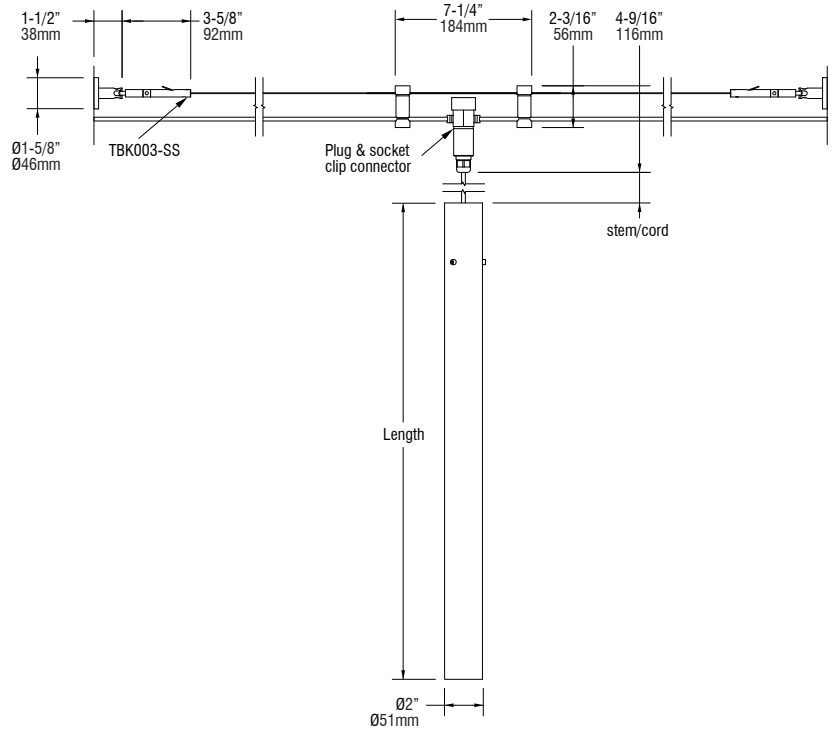 1-1/2”
38mm
3-5/8”
92mm
7-1/4”
184mm
2-3/16”
56mm
4-9/16”
116mm
Ø1-5/8”
Ø46mm
TBK003-SS
Plug & socket
clip connector
stem/cord
Length
Ø2”
Ø51mm